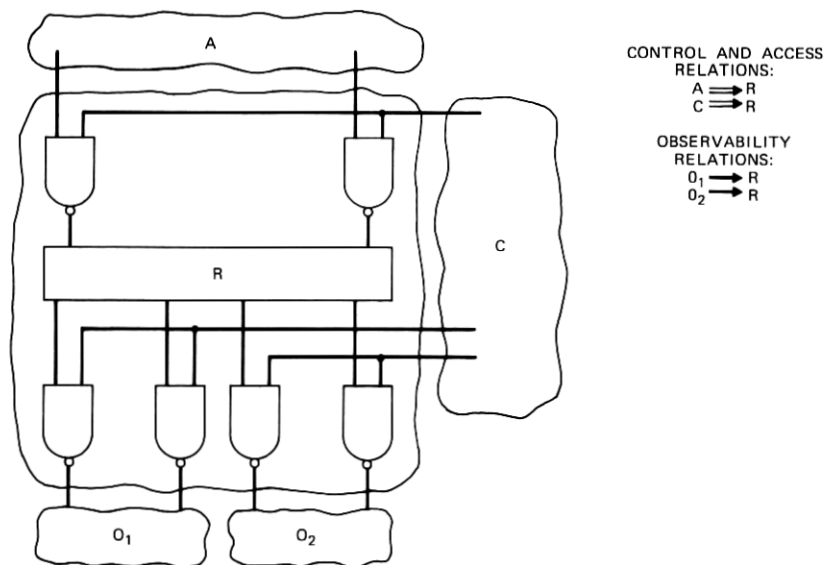 A
CONTROL AND ACCESS
RELATIONS:
A ⟹ R
C ⟹ R
OBSERVABILITY
RELATIONS:
O₁ ⟶ R
O₂ ⟶ R
C
R
O₁
O₂